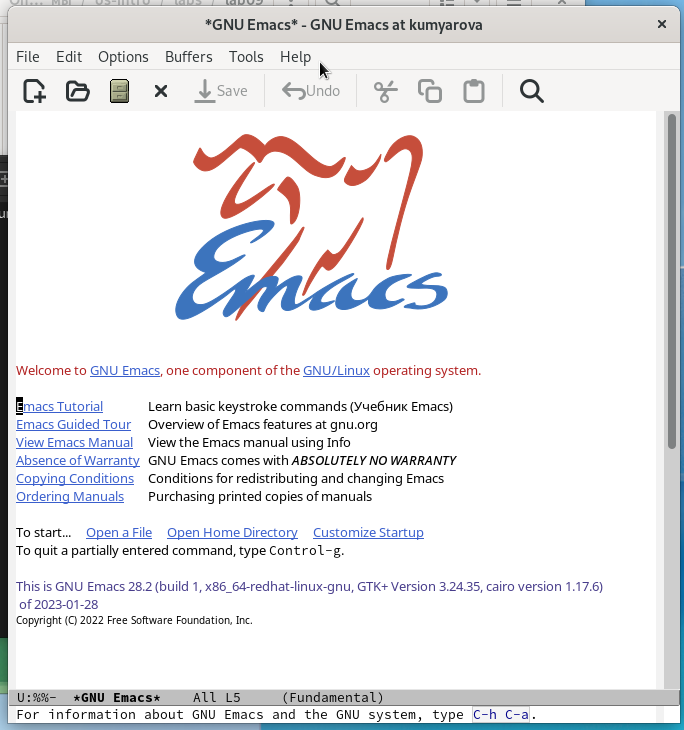 os-intro / labs / lab09
*GNU Emacs* - GNU Emacs at kumyarova
File Edit Options Buffers Tools Help
Save Undo
Emacs
Welcome to GNU Emacs, one component of the GNU/Linux operating system.
Emacs Tutorial Learn basic keystroke commands (Учебник Emacs)
Emacs Guided Tour Overview of Emacs features at gnu.org
View Emacs Manual View the Emacs manual using Info
Absence of Warranty GNU Emacs comes with ABSOLUTELY NO WARRANTY
Copying Conditions Conditions for redistributing and changing Emacs
Ordering Manuals Purchasing printed copies of manuals
To start... Open a File Open Home Directory Customize Startup
To quit a partially entered command, type Control-g.
This is GNU Emacs 28.2 (build 1, x86_64-redhat-linux-gnu, GTK+ Version 3.24.35, cairo version 1.17.6)
of 2023-01-28
Copyright (C) 2022 Free Software Foundation, Inc.
U:%%- *GNU Emacs* All L5 (Fundamental)
For information about GNU Emacs and the GNU system, type C-h C-a.